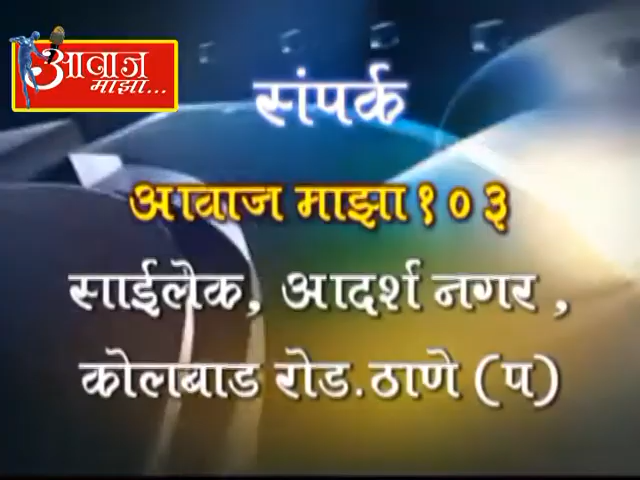 आवाज
माझा...
संपर्क
आवाज माझा १०३
साईलेक, आदर्श नगर ,
कोलबाड रोड.ठाणे (प)